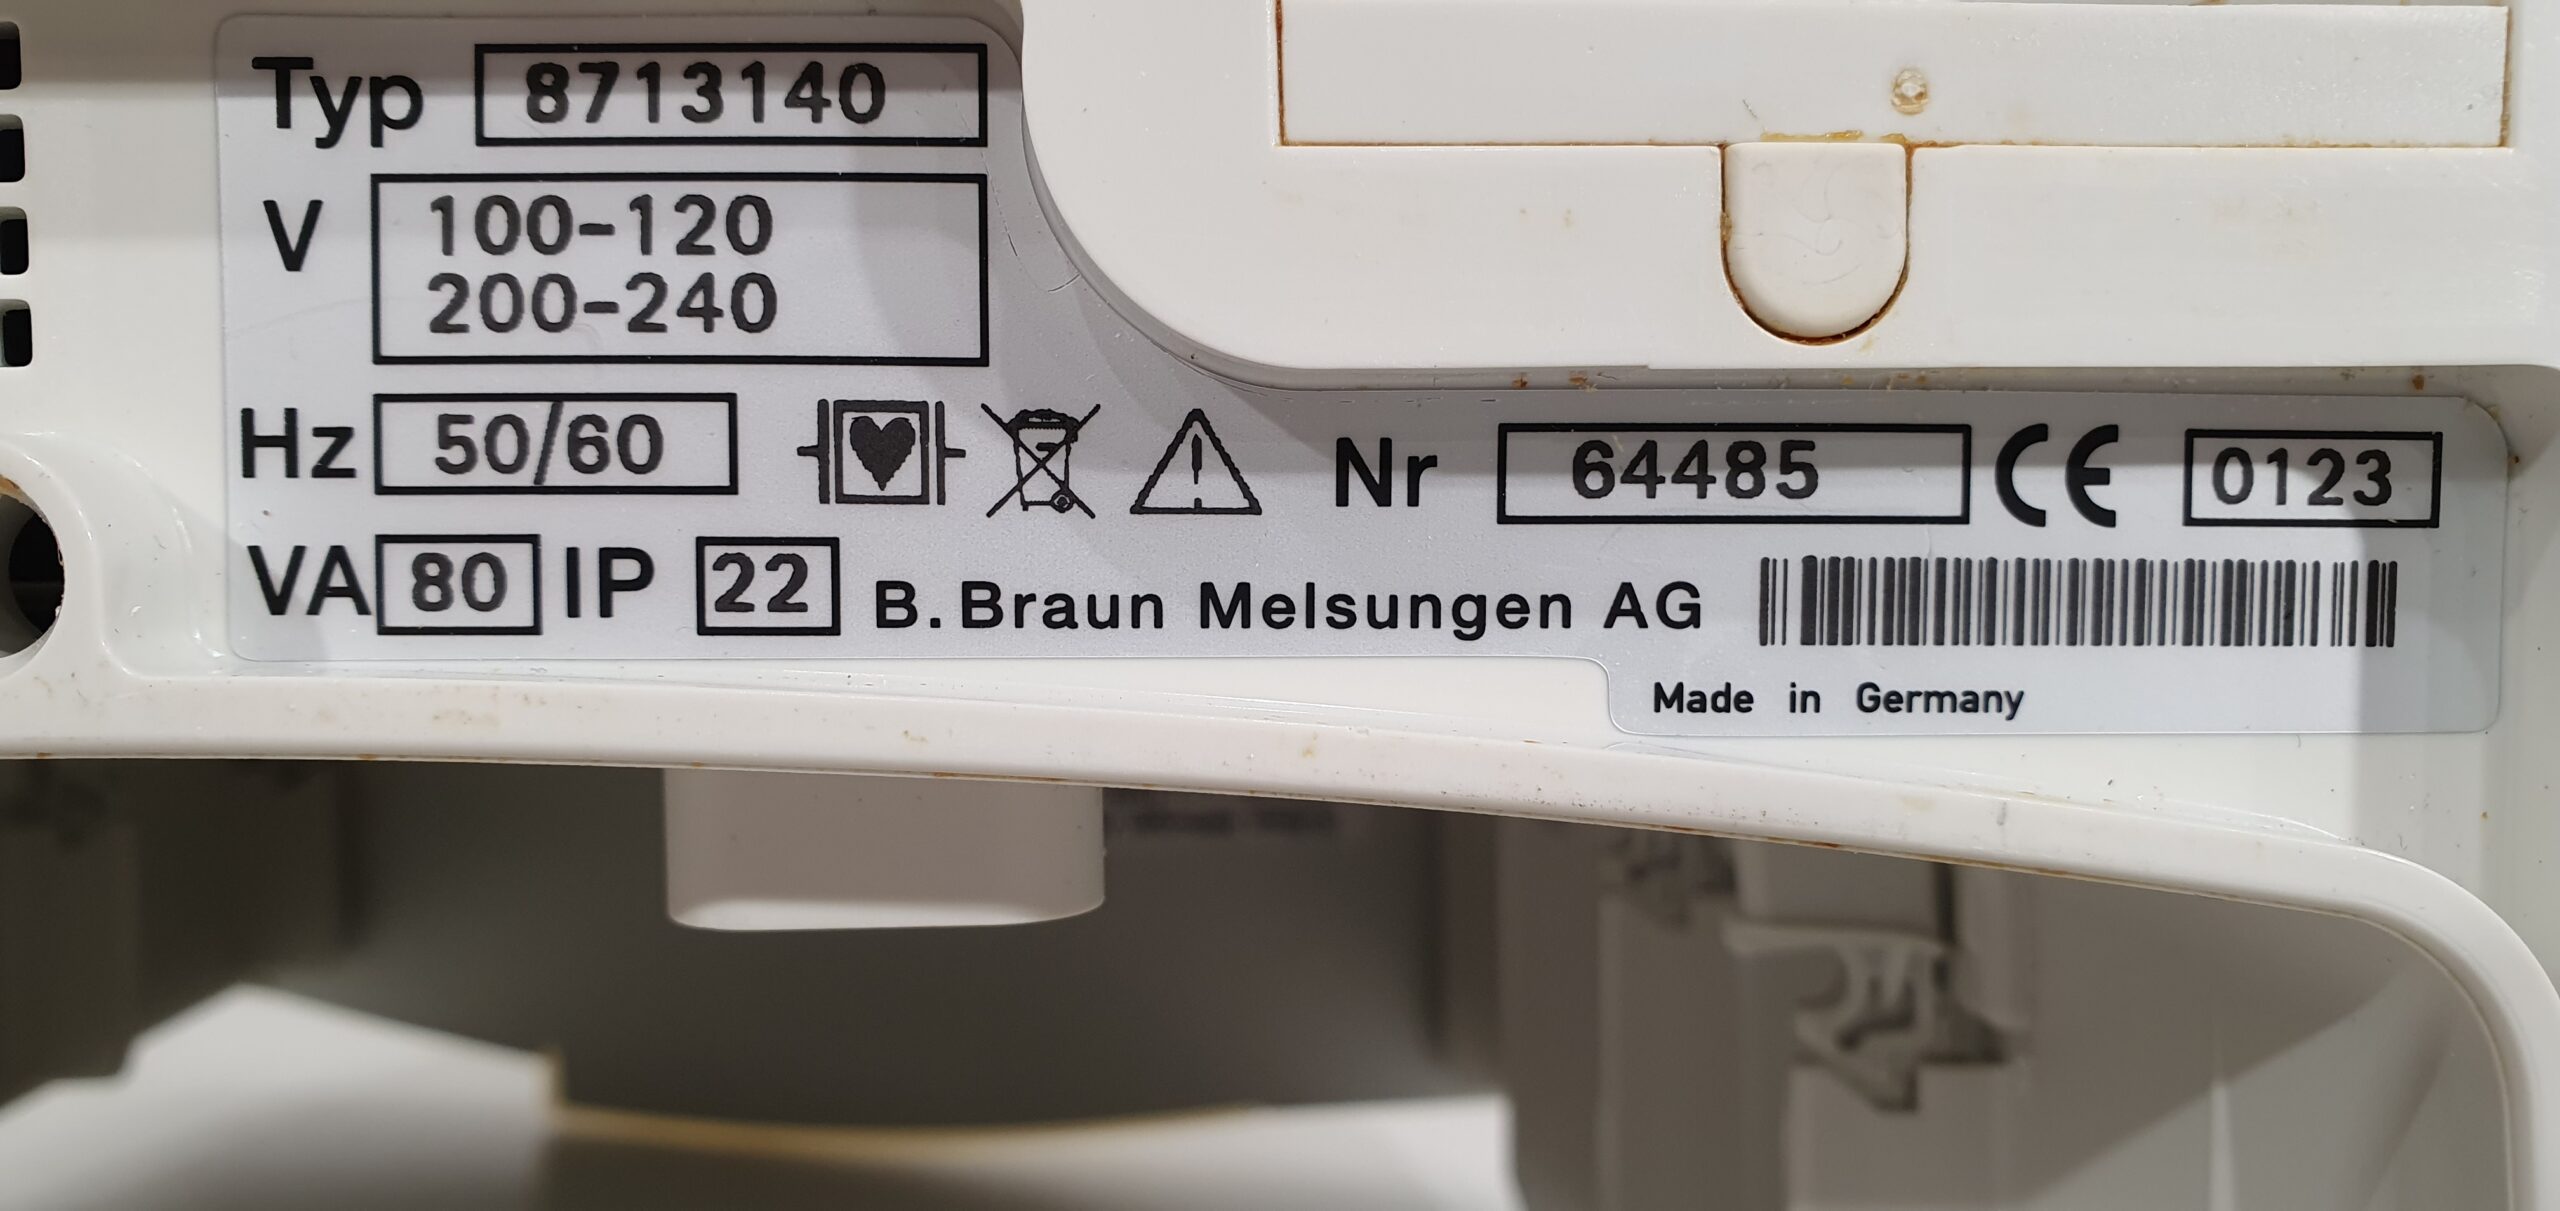 Typ 8713140
V 100-120
200-240
Hz 50/60
Nr 64485 CE 0123
VA 80 IP 22 B. Braun Melsungen AG
Made in Germany